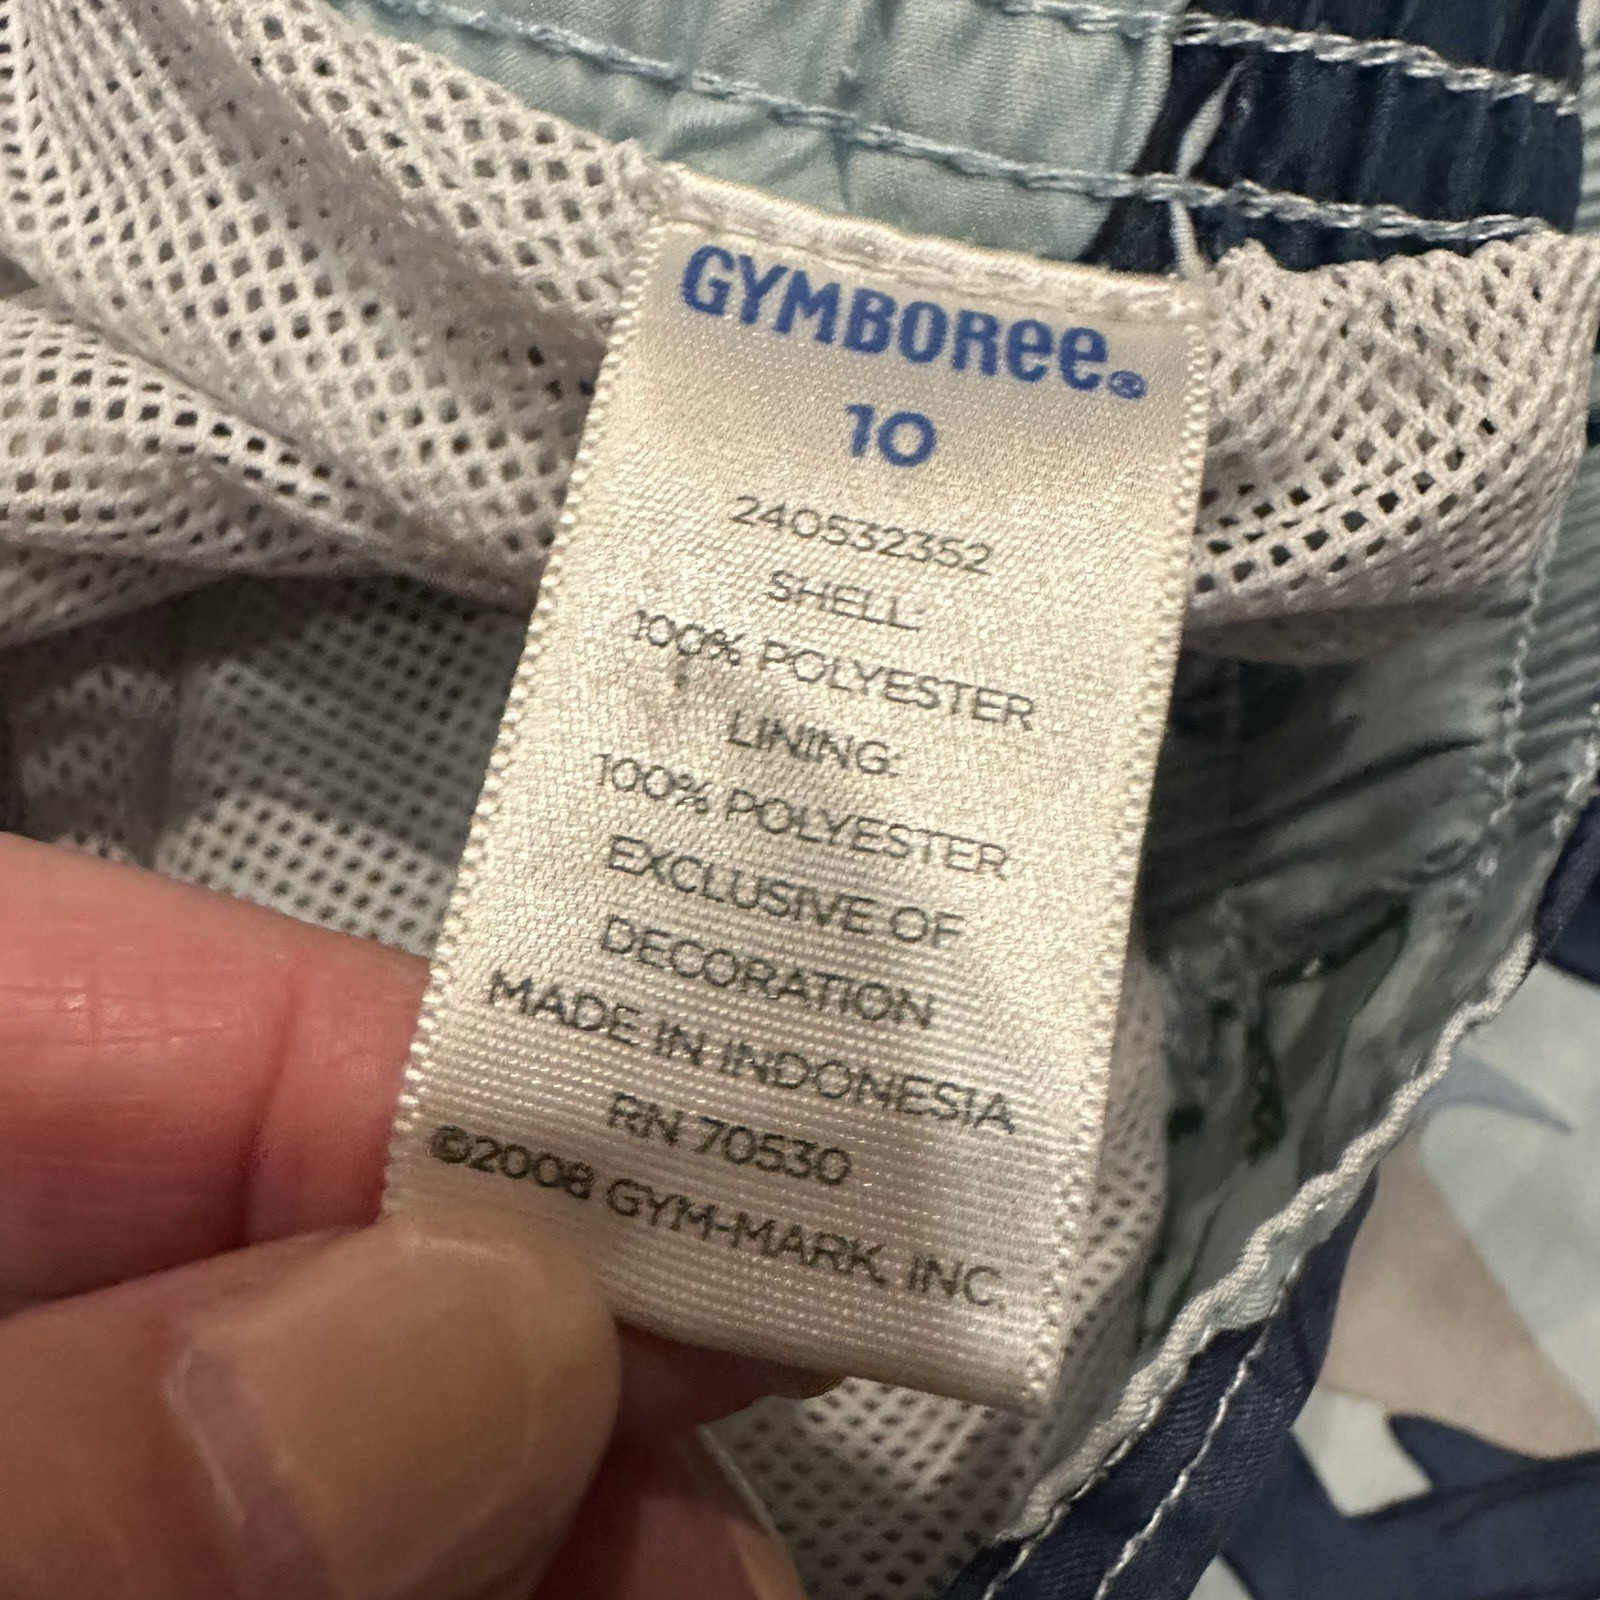 GYMBOREE®
10
240532352
SHELL:
100% POLYESTER
LINING:
100% POLYESTER
EXCLUSIVE OF
DECORATION
MADE IN INDONESIA
RN 70530
©2008 GYM-MARK, INC.